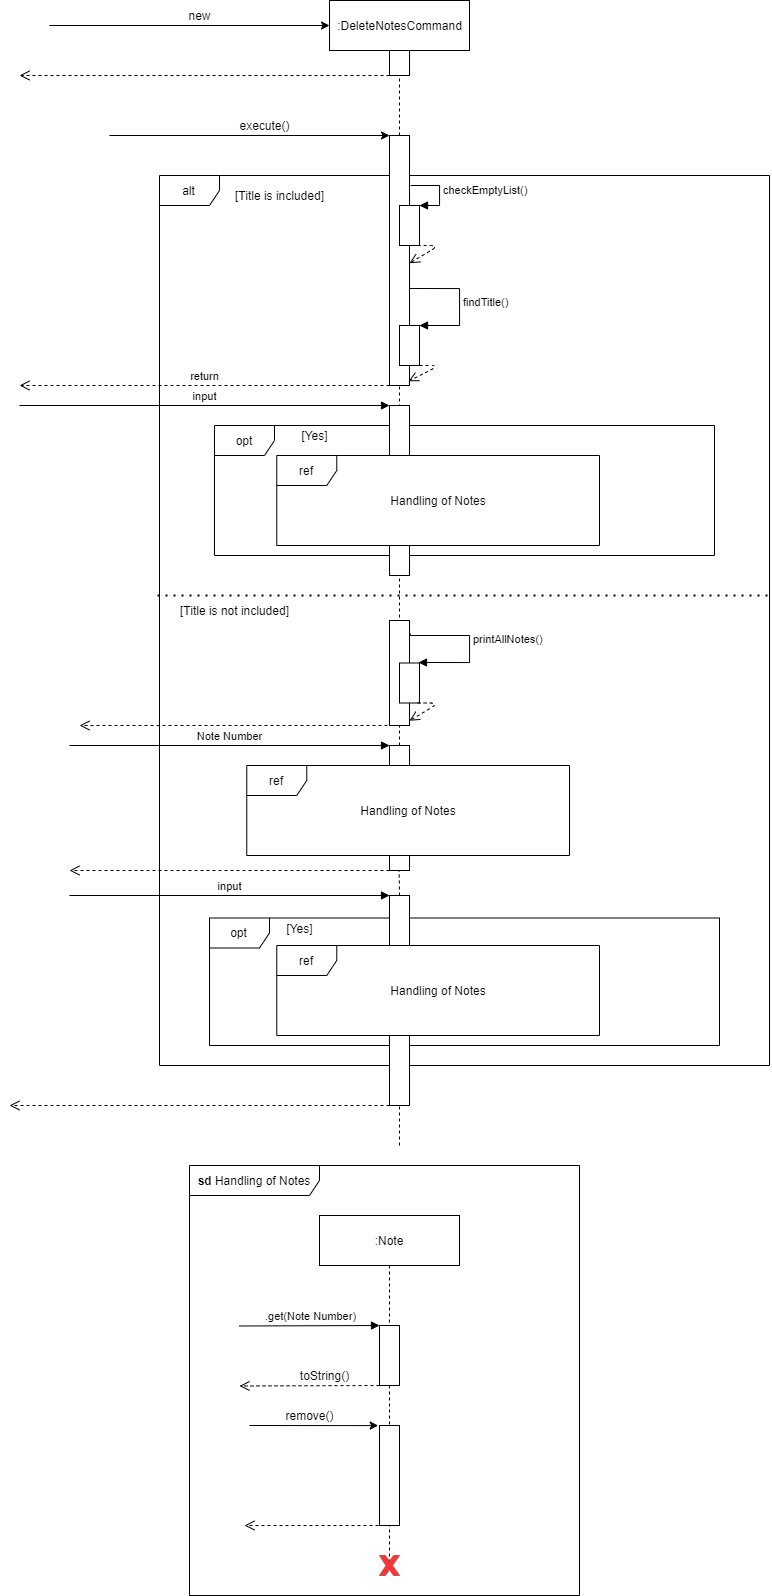 new
:DeleteNotesCommand
execute()
alt
[Title is included]
checkEmptyList()
findTitle()
return
input
opt
[Yes]
ref
Handling of Notes
[Title is not included]
printAllNotes()
Note Number
ref
Handling of Notes
input
opt
[Yes]
ref
Handling of Notes
sd Handling of Notes
:Note
.get(Note Number)
toString()
remove()